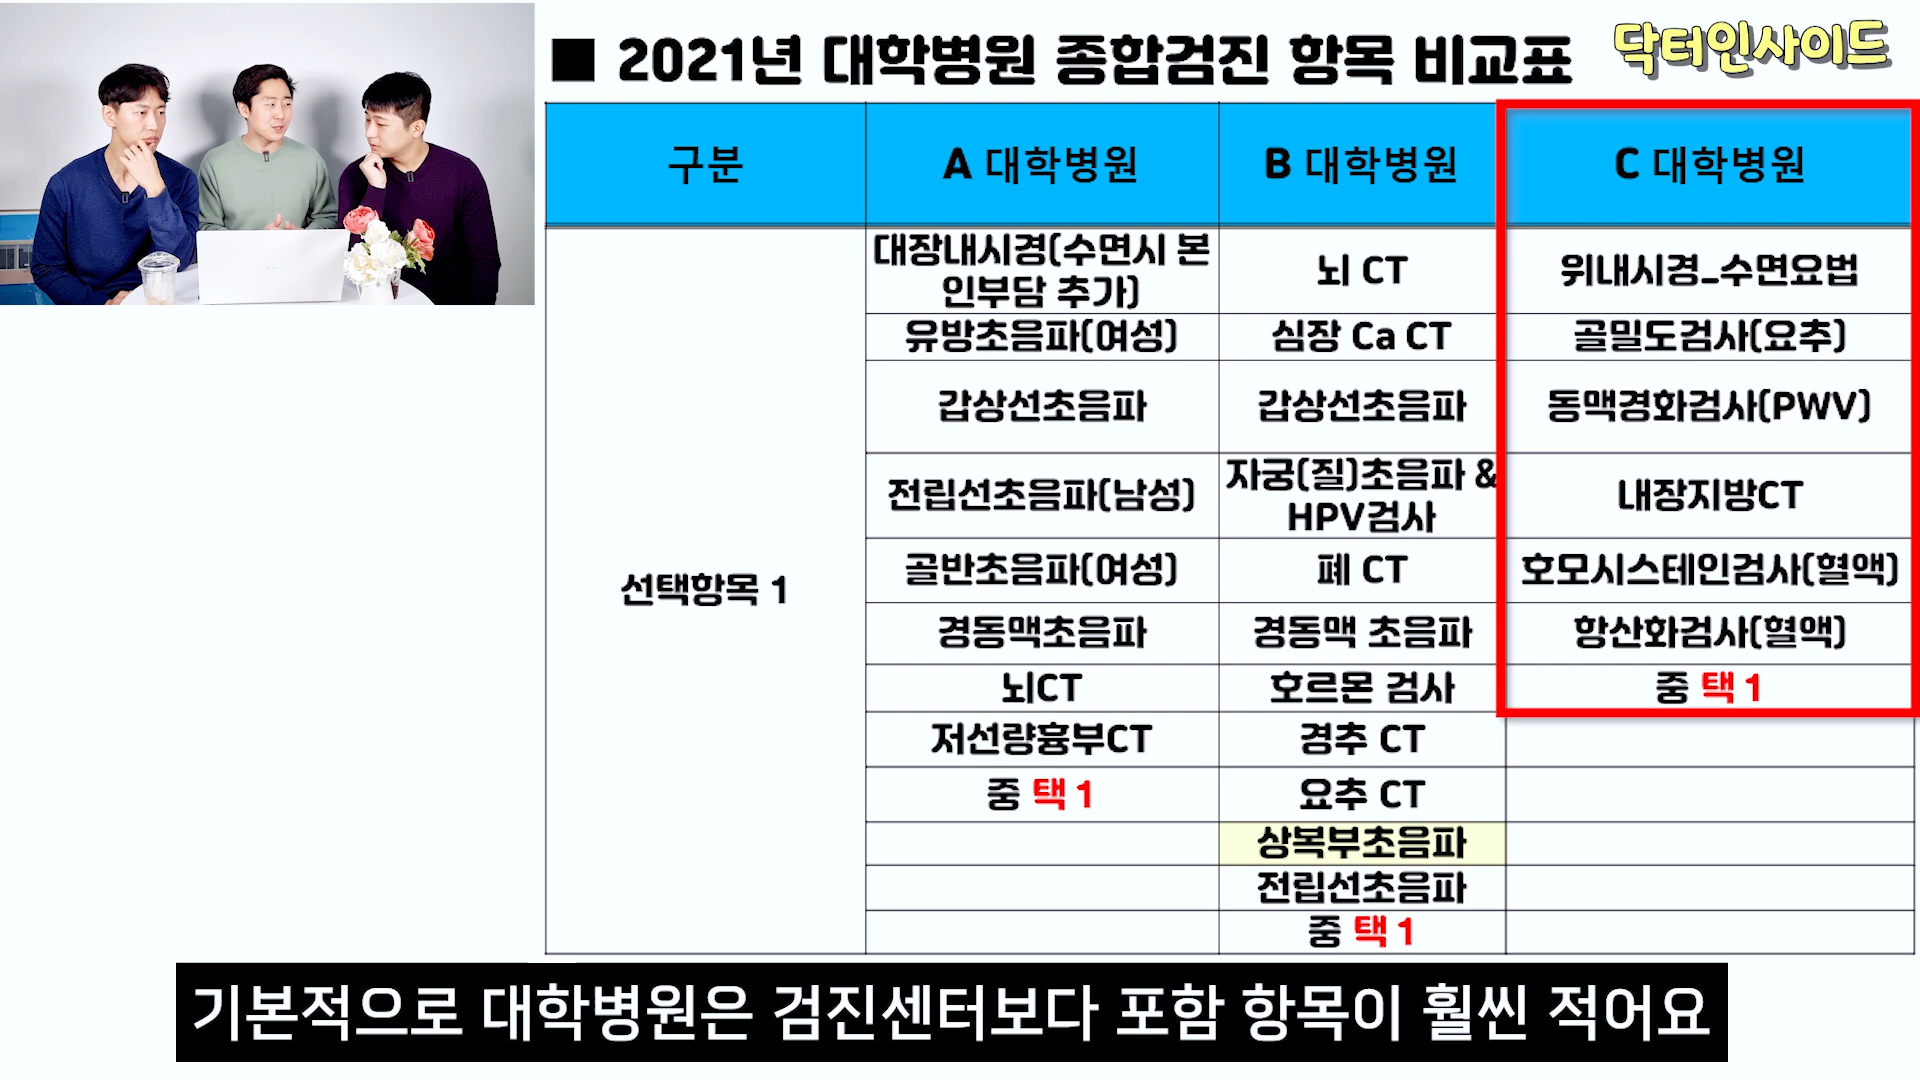 ■ 2021년 대학병원 종합검진 항목 비교표
닥터인사이드
구분
A 대학병원
B 대학병원
C 대학병원
선택항목 1
대장내시경(수면시 본
인부담 추가)
뇌 CT
위내시경_수면요법
유방초음파(여성)
심장 Ca CT
골밀도검사(요추)
갑상선초음파
갑상선초음파
동맥경화검사(PWV)
전립선초음파(남성)
자궁(질)초음파 &
HPV검사
내장지방CT
골반초음파(여성)
폐 CT
호모시스테인검사(혈액)
경동맥초음파
경동맥 초음파
항산화검사(혈액)
뇌CT
호르몬 검사
중 택 1
저선량흉부CT
경추 CT
중 택 1
요추 CT
상복부초음파
전립선초음파
중 택 1
기본적으로 대학병원은 검진센터보다 포함 항목이 훨씬 적어요